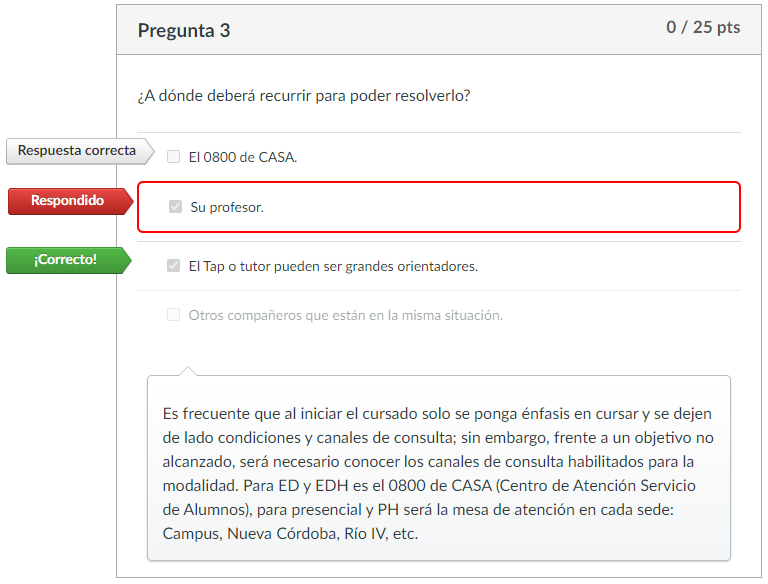 Pregunta 3
0 / 25 pts
¿A dónde deberá recurrir para poder resolverlo?
Respuesta correcta
El 0800 de CASA.
Respondido
Su profesor.
¡Correcto!
El Tap o tutor pueden ser grandes orientadores.
Otros compañeros que están en la misma situación.
Es frecuente que al iniciar el cursado solo se ponga énfasis en cursar y se dejen
de lado condiciones y canales de consulta; sin embargo, frente a un objetivo no
alcanzado, será necesario conocer los canales de consulta habilitados para la
modalidad. Para ED y EDH es el 0800 de CASA (Centro de Atención Servicio
de Alumnos), para presencial y PH será la mesa de atención en cada sede:
Campus, Nueva Córdoba, Río IV, etc.